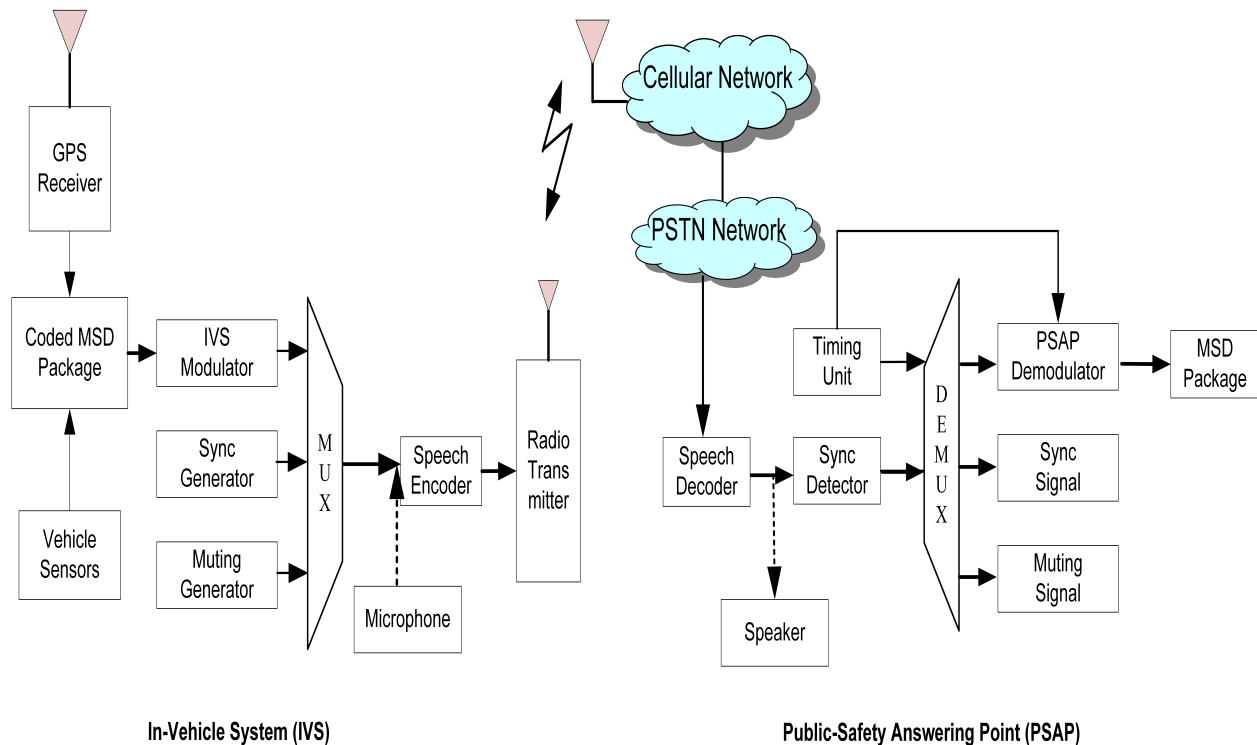 GPS
Receiver
Coded MSD
Package
Vehicle
Sensors
IVS
Modulator
Sync
Generator
Muting
Generator
MUX
Microphone
Speech
Encoder
Radio
Trans
mitter
Cellular Network
PSTN Network
Speech
Decoder
Speaker
Timing
Unit
Sync
Detector
DEMUX
PSAP
Demodulator
Sync
Signal
Muting
Signal
MSD
Package
In-Vehicle System (IVS)
Public-Safety Answering Point (PSAP)